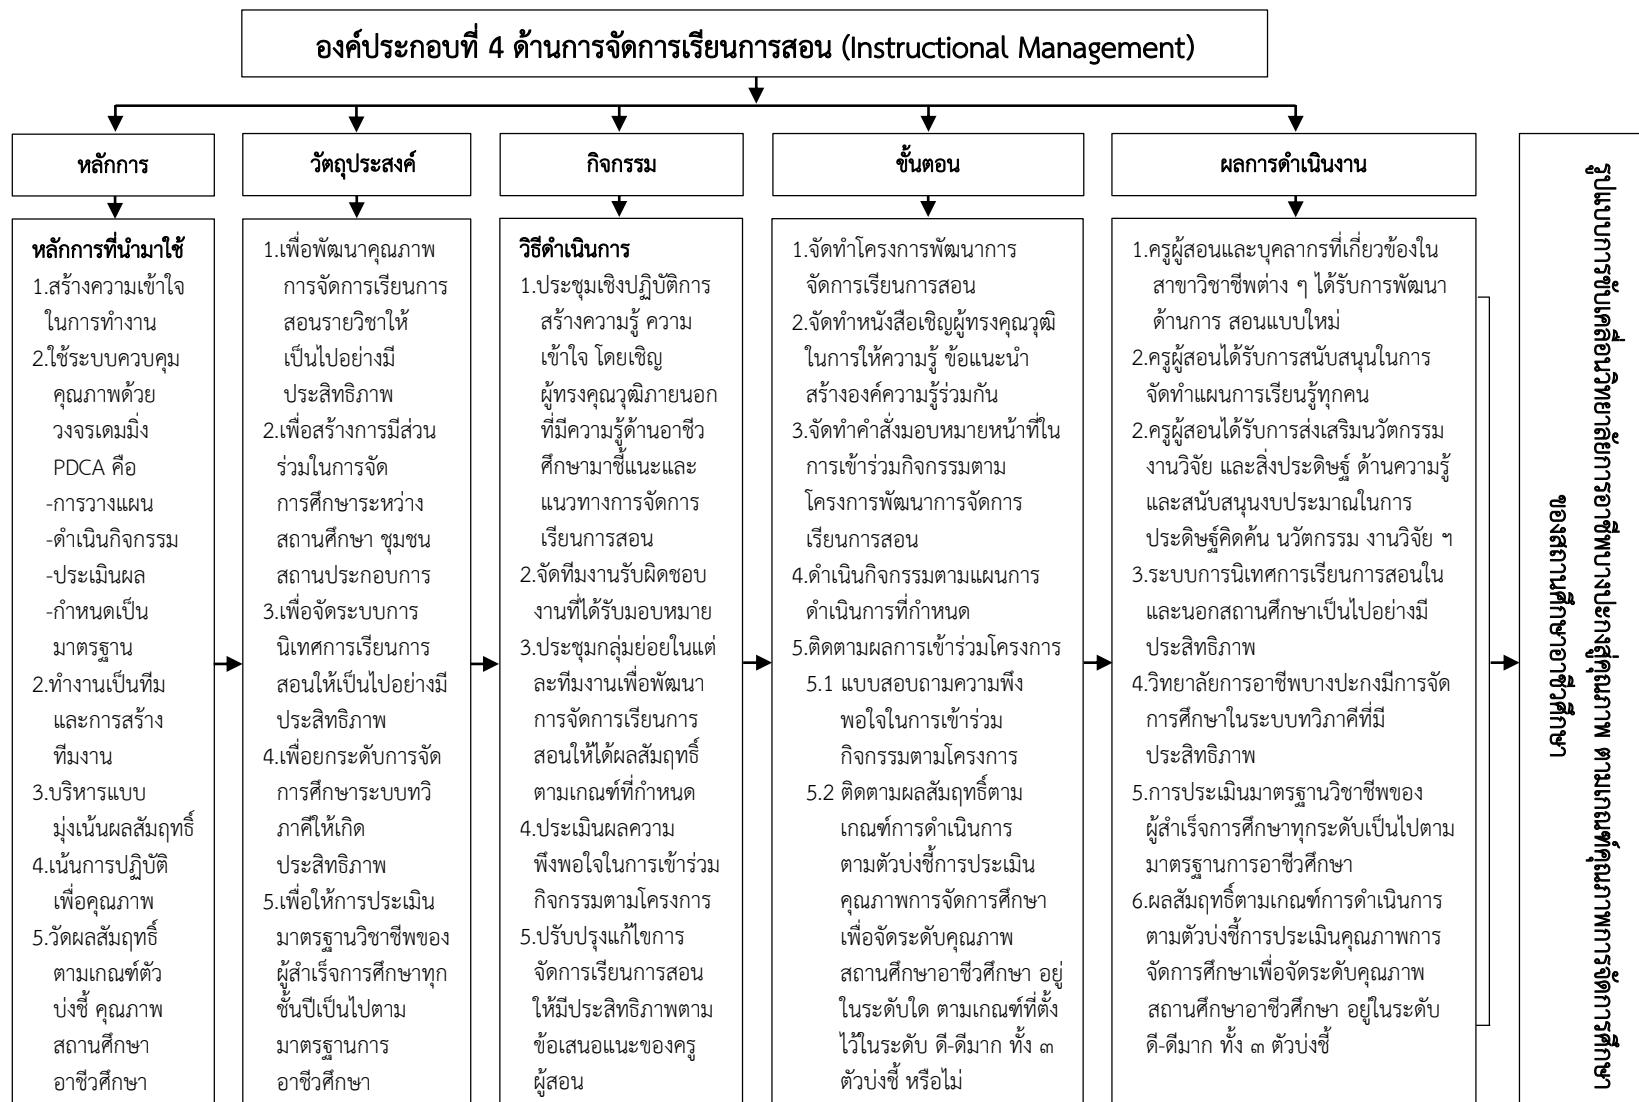 องค์ประกอบที่ 4 ด้านการจัดการเรียนการสอน (Instructional Management)
หลักการ
หลักการที่นำมาใช้
1.สร้างความเข้าใจ
ในการทำงาน
2.ใช้ระบบควบคุม
คุณภาพด้วย
วงจรเดมมิ่ง
PDCA คือ
-การวางแผน
-ดำเนินกิจกรรม
-ประเมินผล
-กำหนดเป็น
มาตรฐาน
2.ทำงานเป็นทีม
และการสร้าง
ทีมงาน
3.บริหารแบบ
มุ่งเน้นผลสัมฤทธิ์
4.เน้นการปฏิบัติ
เพื่อคุณภาพ
5.วัดผลสัมฤทธิ์
ตามเกณฑ์ตัว
บ่งชี้ คุณภาพ
สถานศึกษา
อาชีวศึกษา
วัตถุประสงค์
1.เพื่อพัฒนาคุณภาพ
การจัดการเรียนการ
สอนรายวิชาให้
เป็นไปอย่างมี
ประสิทธิภาพ
2.เพื่อสร้างการมีส่วน
ร่วมในการจัด
การศึกษาระหว่าง
สถานศึกษา ชุมชน
สถานประกอบการ
3.เพื่อจัดระบบการ
นิเทศการเรียนการ
สอนให้เป็นไปอย่างมี
ประสิทธิภาพ
4.เพื่อยกระดับการจัด
การศึกษาระบบทวิ
ภาคีให้เกิด
ประสิทธิภาพ
5.เพื่อให้การประเมิน
มาตรฐานวิชาชีพของ
ผู้สำเร็จการศึกษาทุก
ชั้นปีเป็นไปตาม
มาตรฐานการ
อาชีวศึกษา
กิจกรรม
วิธีดำเนินการ
1.ประชุมเชิงปฏิบัติการ
สร้างความรู้ ความ
เข้าใจ โดยเชิญ
ผู้ทรงคุณวุฒิภายนอก
ที่มีความรู้ด้านอาชีว
ศึกษามาชี้แนะและ
แนวทางการจัดการ
เรียนการสอน
2.จัดทีมงานรับผิดชอบ
งานที่ได้รับมอบหมาย
3.ประชุมกลุ่มย่อยในแต่
ละทีมงานเพื่อพัฒนา
การจัดการเรียนการ
สอนให้ได้ผลสัมฤทธิ์
ตามเกณฑ์ที่กำหนด
4.ประเมินผลความ
พึงพอใจในการเข้าร่วม
กิจกรรมตามโครงการ
5.ปรับปรุงแก้ไขการ
จัดการเรียนการสอน
ให้มีประสิทธิภาพตาม
ข้อเสนอแนะของครู
ผู้สอน
ขั้นตอน
1.จัดทำโครงการพัฒนาการ
จัดการเรียนการสอน
2.จัดทำหนังสือเชิญผู้ทรงคุณวุฒิ
ในการให้ความรู้ ข้อแนะนำ
สร้างองค์ความรู้ร่วมกัน
3.จัดทำคำสั่งมอบหมายหน้าที่ใน
การเข้าร่วมกิจกรรมตาม
โครงการพัฒนาการจัดการ
เรียนการสอน
4.ดำเนินกิจกรรมตามแผนการ
ดำเนินการที่กำหนด
5.ติดตามผลการเข้าร่วมโครงการ
5.1 แบบสอบถามความพึง
พอใจในการเข้าร่วม
กิจกรรมตามโครงการ
5.2 ติดตามผลสัมฤทธิ์ตาม
เกณฑ์การดำเนินการ
ตามตัวบ่งชี้การประเมิน
คุณภาพการจัดการศึกษา
เพื่อจัดระดับคุณภาพ
สถานศึกษาอาชีวศึกษา อยู่
ในระดับใด ตามเกณฑ์ที่ตั้ง
ไว้ในระดับ ดี-ดีมาก ทั้ง ๓
ตัวบ่งชี้ หรือไม่
ผลการดำเนินงาน
1.ครูผู้สอนและบุคลากรที่เกี่ยวข้องใน
สาขาวิชาชีพต่าง ๆ ได้รับการพัฒนา
ด้านการ สอนแบบใหม่
2.ครูผู้สอนได้รับการสนับสนุนในการ
จัดทำแผนการเรียนรู้ทุกคน
2.ครูผู้สอนได้รับการส่งเสริมนวัตกรรม
งานวิจัย และสิ่งประดิษฐ์ ด้านความรู้
และสนับสนุนงบประมาณในการ
ประดิษฐ์คิดค้น นวัตกรรม งานวิจัย ฯ
3.ระบบการนิเทศการเรียนการสอนใน
และนอกสถานศึกษาเป็นไปอย่างมี
ประสิทธิภาพ
4.วิทยาลัยการอาชีพบางปะกงมีการจัด
การศึกษาในระบบทวิภาคีที่มี
ประสิทธิภาพ
5.การประเมินมาตรฐานวิชาชีพของ
ผู้สำเร็จการศึกษาทุกระดับเป็นไปตาม
มาตรฐานการอาชีวศึกษา
6.ผลสัมฤทธิ์ตามเกณฑ์การดำเนินการ
ตามตัวบ่งชี้การประเมินคุณภาพการ
จัดการศึกษาเพื่อจัดระดับคุณภาพ
สถานศึกษาอาชีวศึกษา อยู่ในระดับ
ดี-ดีมาก ทั้ง ๓ ตัวบ่งชี้
รูปแบบการขับเคลื่อนวิทยาลัยการอาชีพบางปะกงสู่คุณภาพ ตามเกณฑ์คุณภาพการจัดการศึกษา
ของสถานศึกษาอาชีวศึกษา